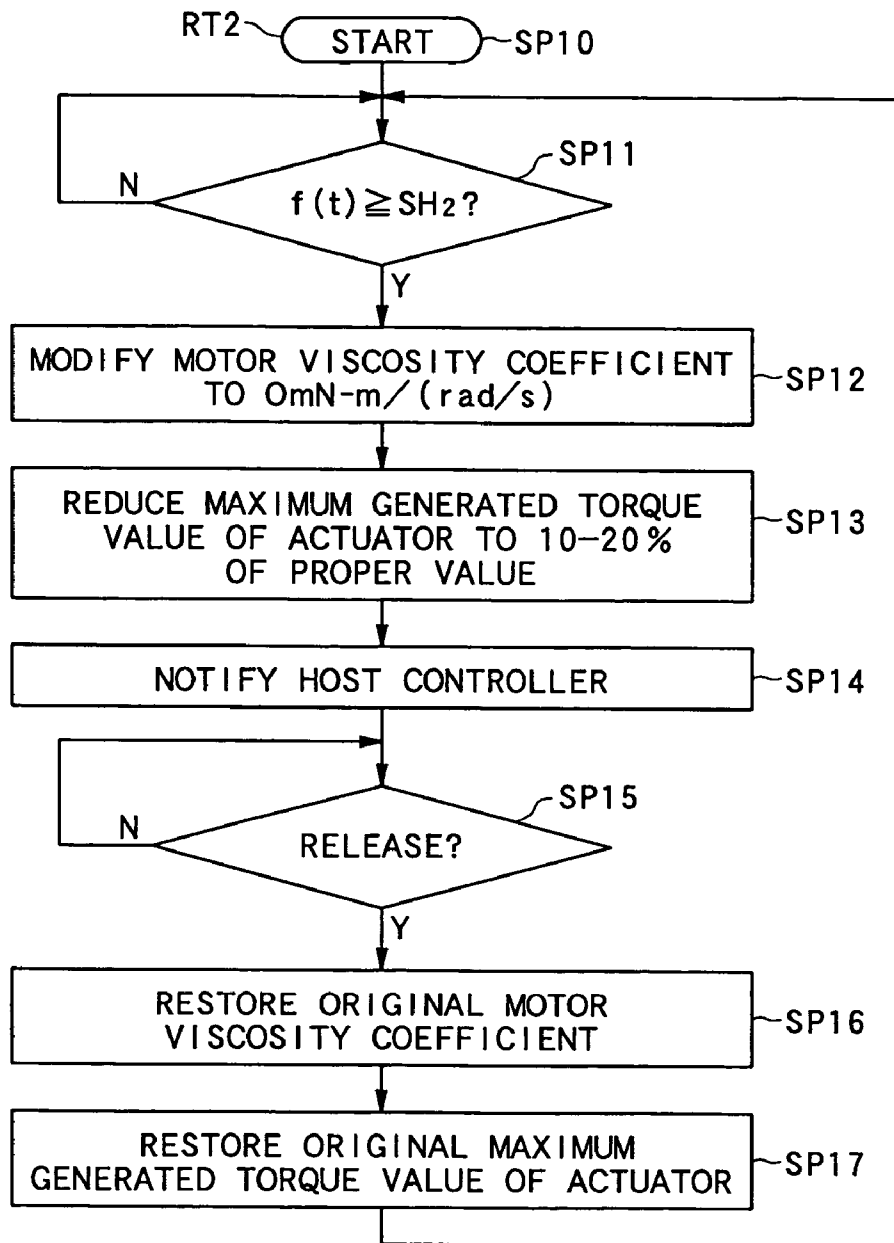 RT2
START
SP10
SP11
N
f(t)≧SH2?
Y
MODIFY MOTOR VISCOSITY COEFFICIENT
TO 0mN-m/(rad/s)
SP12
REDUCE MAXIMUM GENERATED TORQUE
VALUE OF ACTUATOR TO 10-20%
OF PROPER VALUE
SP13
NOTIFY HOST CONTROLLER
SP14
SP15
N
RELEASE?
Y
RESTORE ORIGINAL MOTOR
VISCOSITY COEFFICIENT
SP16
RESTORE ORIGINAL MAXIMUM
GENERATED TORQUE VALUE OF ACTUATOR
SP17